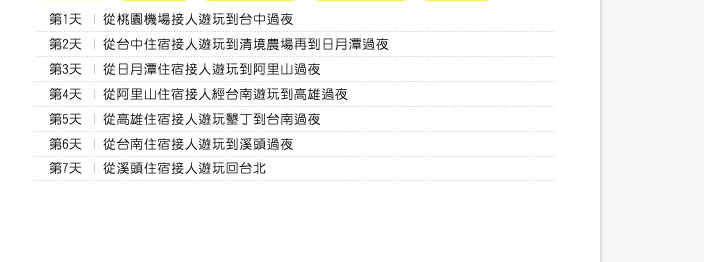 第1天 | 從桃園機場接人遊玩到台中過夜
第2天 | 從台中住宿接人遊玩到清境農場再到日月潭過夜
第3天 | 從日月潭住宿接人遊玩到阿里山過夜
第4天 | 從阿里山住宿接人經台南遊玩到高雄過夜
第5天 | 從高雄住宿接人遊玩墾丁到台南過夜
第6天 | 從台南住宿接人遊玩到溪頭過夜
第7天 | 從溪頭住宿接人遊玩回台北